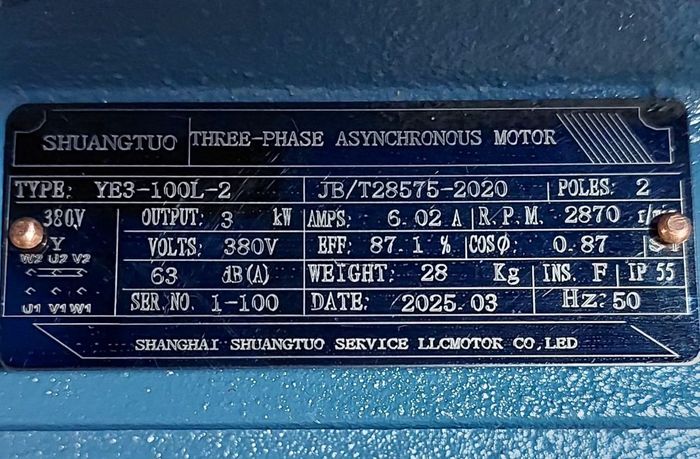 SHUANGTUO THREE-PHASE ASYNCHRONOUS MOTOR
TYPE: YE3-100L-2 JB/T28575-2020 POLES: 2
380V OUTPUT: 3 kW AMPS: 6.02 A R.P.M. 2870
Y VOLTS: 380V EFF: 87.1 % COSØ: 0.87
W2 U2 V2
63 dB(A) WEIGHT: 28 Kg INS. F IP 55
U1 V1 W1 SER.NO. 1-100 DATE: 2025.03 Hz: 50
SHANGHAI SHUANGTUO SERVICE LLCMOTOR CO,LED